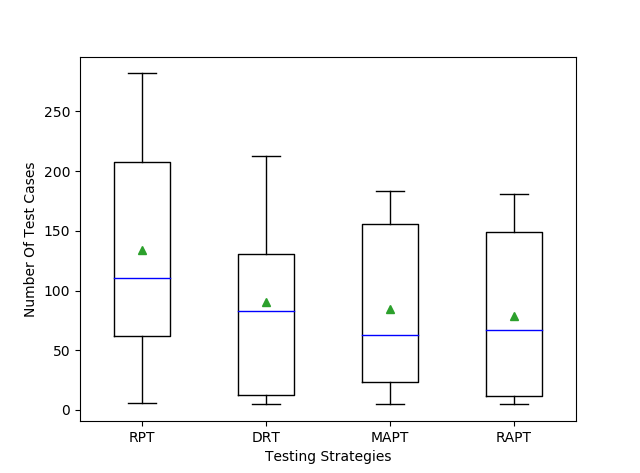 250
200
150
100
50
0
Number Of Test Cases
RPT
DRT
MAPT
RAPT
Testing Strategies